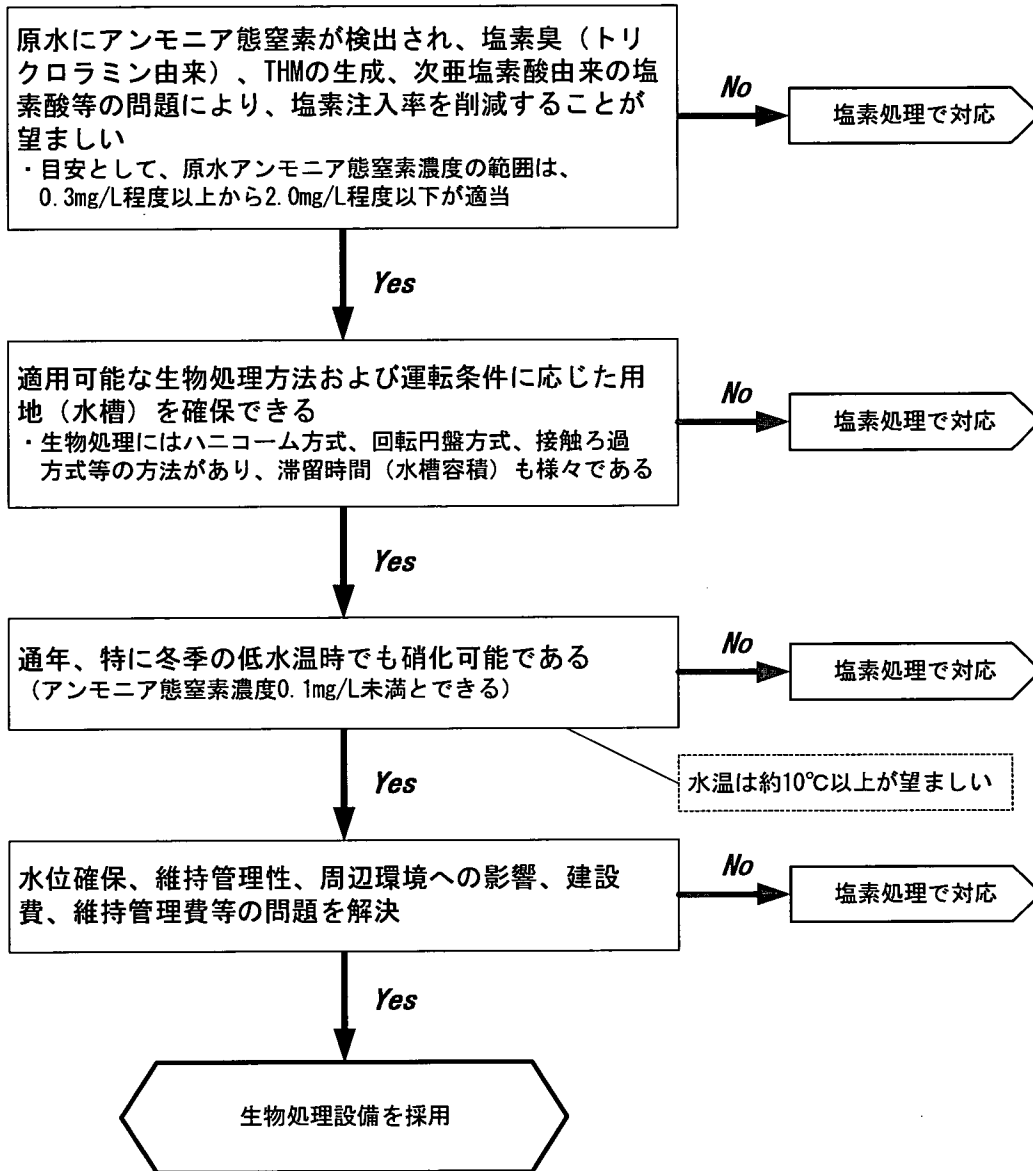 原水にアンモニア態窒素が検出され、塩素臭（トリ
クロラミン由来）、THMの生成、次亜塩素酸由来の塩
素酸等の問題により、塩素注入率を削減することが
望ましい
・目安として、原水アンモニア態窒素濃度の範囲は、
0.3mg/L程度以上から2.0mg/L程度以下が適当
No
塩素処理で対応
Yes
適用可能な生物処理方法および運転条件に応じた用
地（水槽）を確保できる
・生物処理にはハニコーム方式、回転円盤方式、接触ろ過
方式等の方法があり、滞留時間（水槽容積）も様々である
No
塩素処理で対応
Yes
通年、特に冬季の低水温時でも硝化可能である
（アンモニア態窒素濃度0.1mg/L未満とできる）
No
塩素処理で対応
水温は約10℃以上が望ましい
Yes
水位確保、維持管理性、周辺環境への影響、建設
費、維持管理費等の問題を解決
No
塩素処理で対応
Yes
生物処理設備を採用